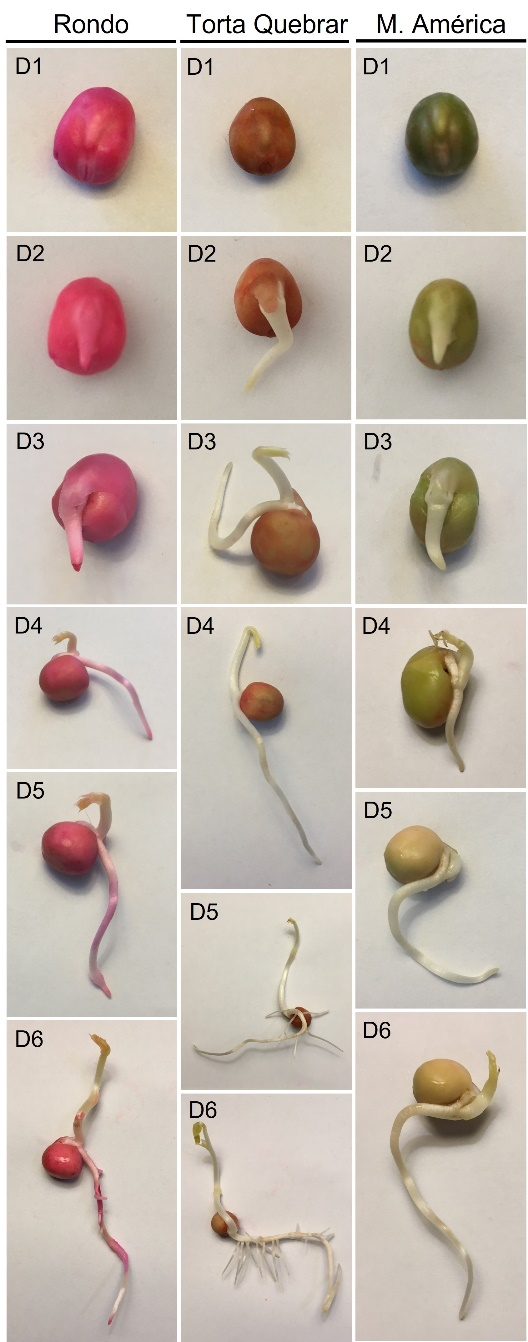 Rondo Torta Quebrar M. América
D1 D1 D1
D2 D2 D2
D3 D3 D3
D4 D4 D4
D5
D5
D5
D6
D6
D6